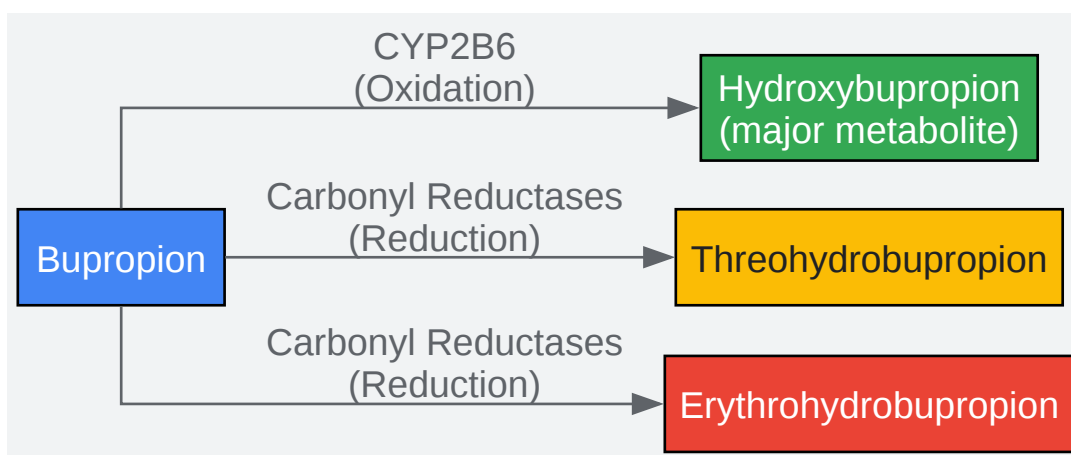 CYP2B6
(Oxidation)
Hydroxybupropion
(major metabolite)
Carbonyl Reductases
(Reduction)
Bupropion
Threohydrobupropion
Carbonyl Reductases
(Reduction)
Erythrohydrobupropion